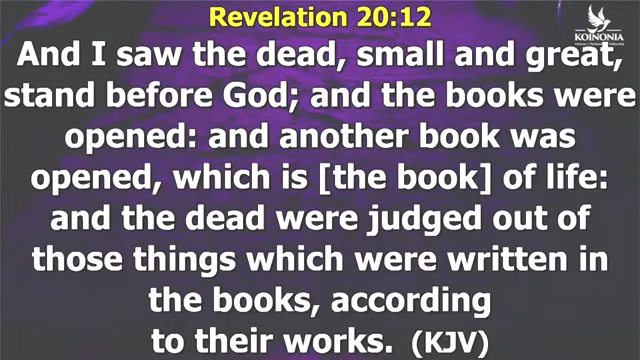 Revelation 20:12
KOINONIA
And I saw the dead, small and great,
stand before God; and the books were
opened: and another book was
opened, which is [the book] of life:
and the dead were judged out of
those things which were written in
the books, according
to their works. (KJV)